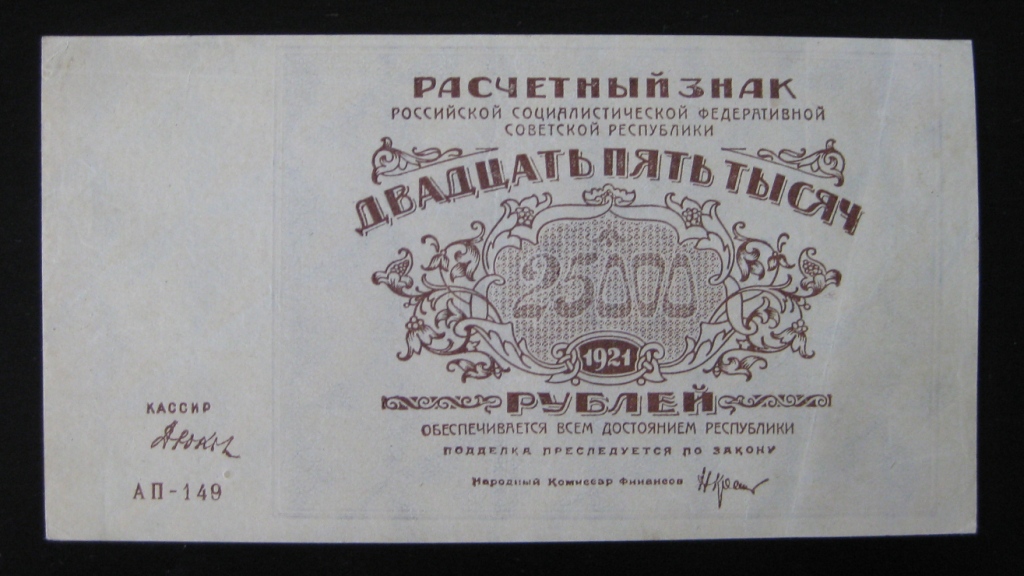 РАСЧЕТНЫЙ ЗНАК
РОССИЙСКОЙ СОЦИАЛИСТИЧЕСКОЙ ФЕДЕРАТИВНОЙ
СОВЕТСКОЙ РЕСПУБЛИКИ
ДВАДЦАТЬ ПЯТЬ ТЫСЯЧ
25000
1921
РУБЛЕЙ
ОБЕСПЕЧИВАЕТСЯ ВСЕМ ДОСТОЯНИЕМ РЕСПУБЛИКИ
ПОДДЕЛКА ПРЕСЛЕДУЕТСЯ ПО ЗАКОНУ
Народный Комиссар Финансов
КАССИР
АП-149